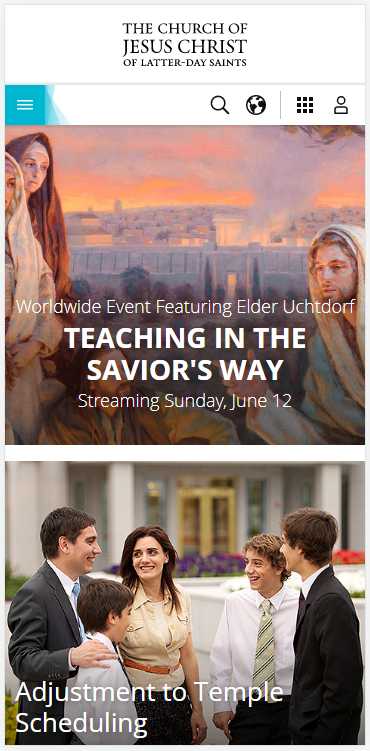 THE CHURCH OF
JESUS CHRIST
OF LATTER-DAY SAINTS
Worldwide Event Featuring Elder Uchtdorf
TEACHING IN THE
SAVIOR'S WAY
Streaming Sunday, June 12
Adjustment to Temple
Scheduling